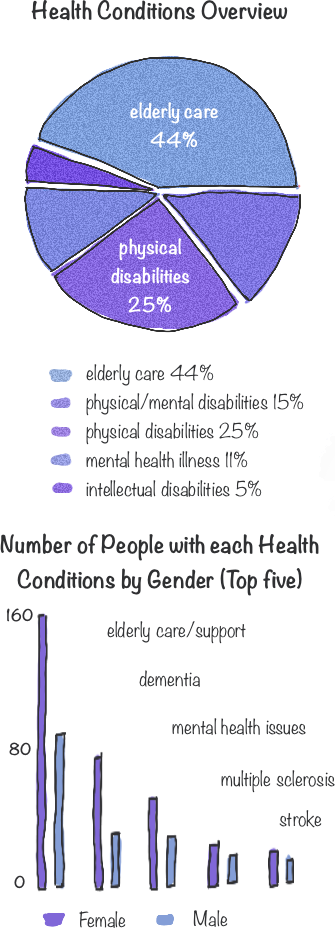 Health Conditions Overview
elderly care
44%
physical
disabilities
25%
elderly care 44%
physical/mental disabilities 15%
physical disabilities 25%
mental health illness 11%
intellectual disabilities 5%
Number of People with each Health
Conditions by Gender (Top five)
160
elderly care/support
dementia
mental health issues
80
multiple sclerosis
stroke
0
Female
Male